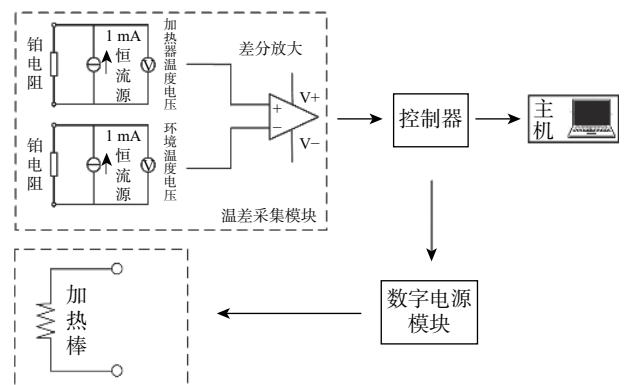 铂电阻
1 mA
恒流源
V
加热器温度电压
铂电阻
1 mA
恒流源
V
环境温度电压
差分放大
V+
+
−
V−
温差采集模块
控制器
主机
数字电源
模块
加热棒